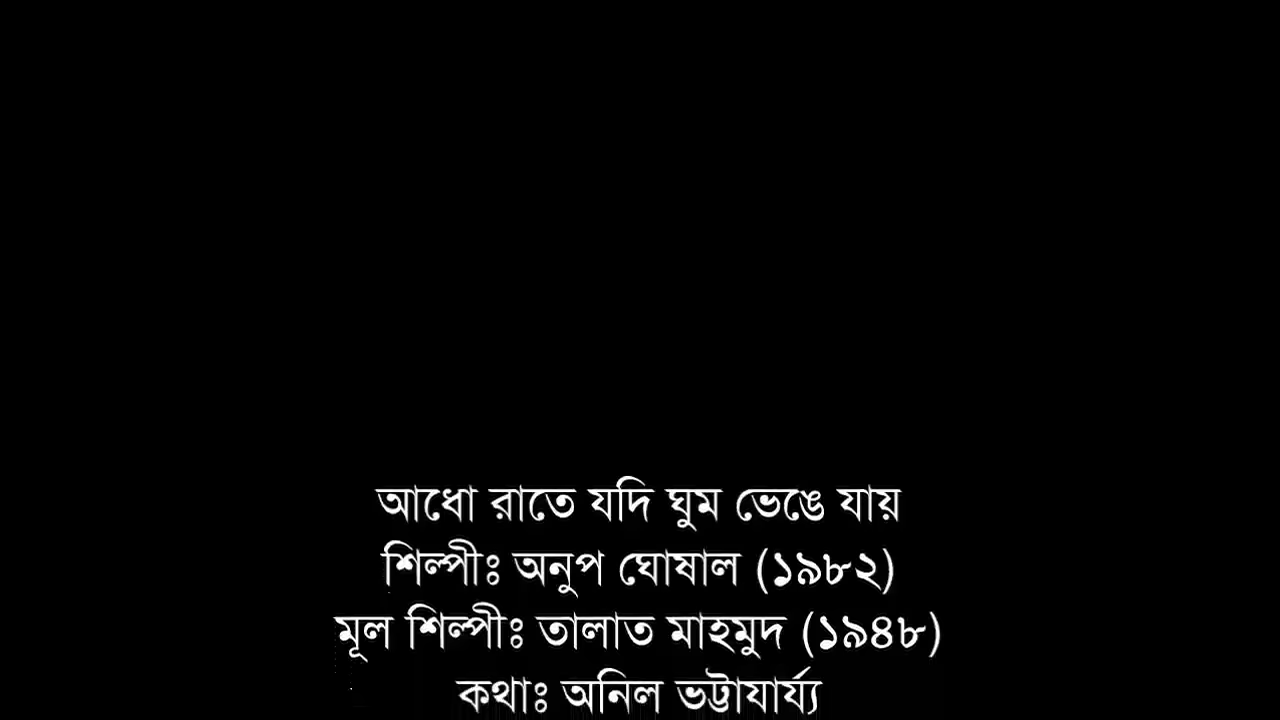 আধো রাতে যদি ঘুম ভেঙে যায়
শিল্পীঃ অনুপ ঘোষাল (১৯৮২)
মূল শিল্পীঃ তালাত মাহমুদ (১৯৪৮)
কথাঃ অনিল ভট্টাযার্য্য